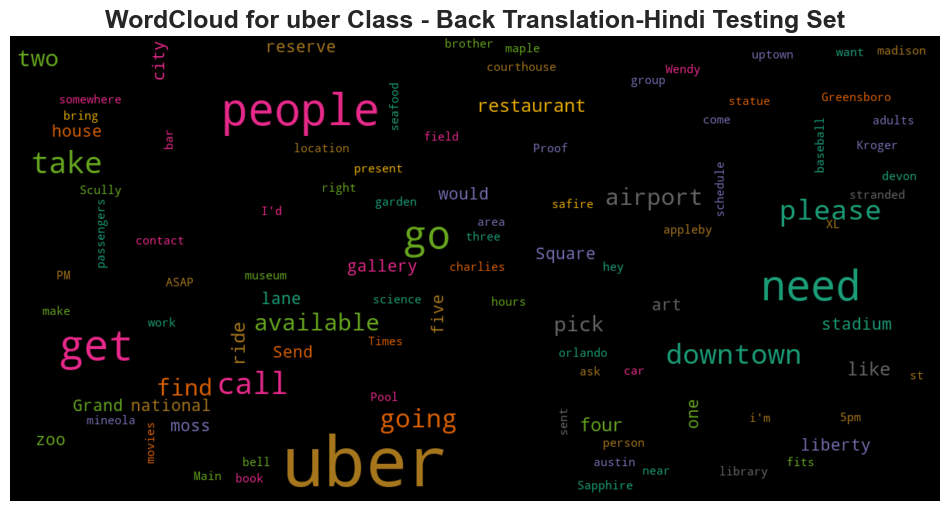 WordCloud for uber Class - Back Translation-Hindi Testing Set
two
city
reserve
brother
maple
courthouse
uptown
want
madison
Wendy
group
somewhere
bring
house
bar
people
seafood
restaurant
statue
Greensboro
come
adults
baseball
Kroger
field
location
Proof
take
present
Scully
right
garden
would
safire
airport
schedule
devon
stranded
please
XL
passengers
I'd
contact
go
area
three
Square
appleby
gallery
charlies
hey
need
PM
ASAP
museum
make
work
lane
science
hours
art
five
available
pick
stadium
get
ride
Send
Times
orlando
downtown
find
call
Pool
ask
car
like
st
Grand
national
mineola
moss
going
sent
four
one
i'm
5pm
zoo
movies
uber
person
liberty
bell
Main
book
austin
near
library
fits
Sapphire